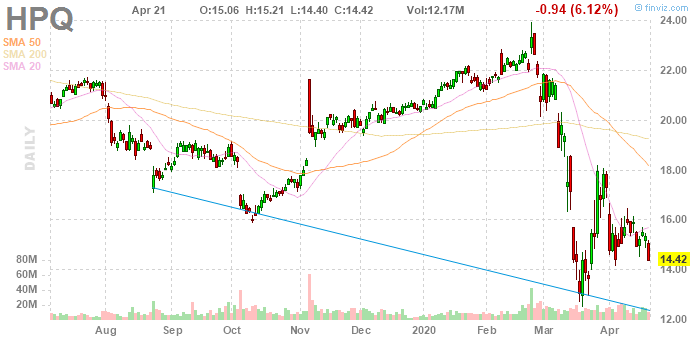 HPQ
Apr 21 O:15.06 H:15.21 L:14.40 C:14.42 Vol:12.17M -0.94 (6.12%)
© finviz.com
SMA 50
SMA 200
SMA 20
DAILY
24.00
22.00
20.00
18.00
16.00
14.42
14.00
12.00
80M
60M
40M
20M
Aug Sep Oct Nov Dec 2020 Feb Mar Apr